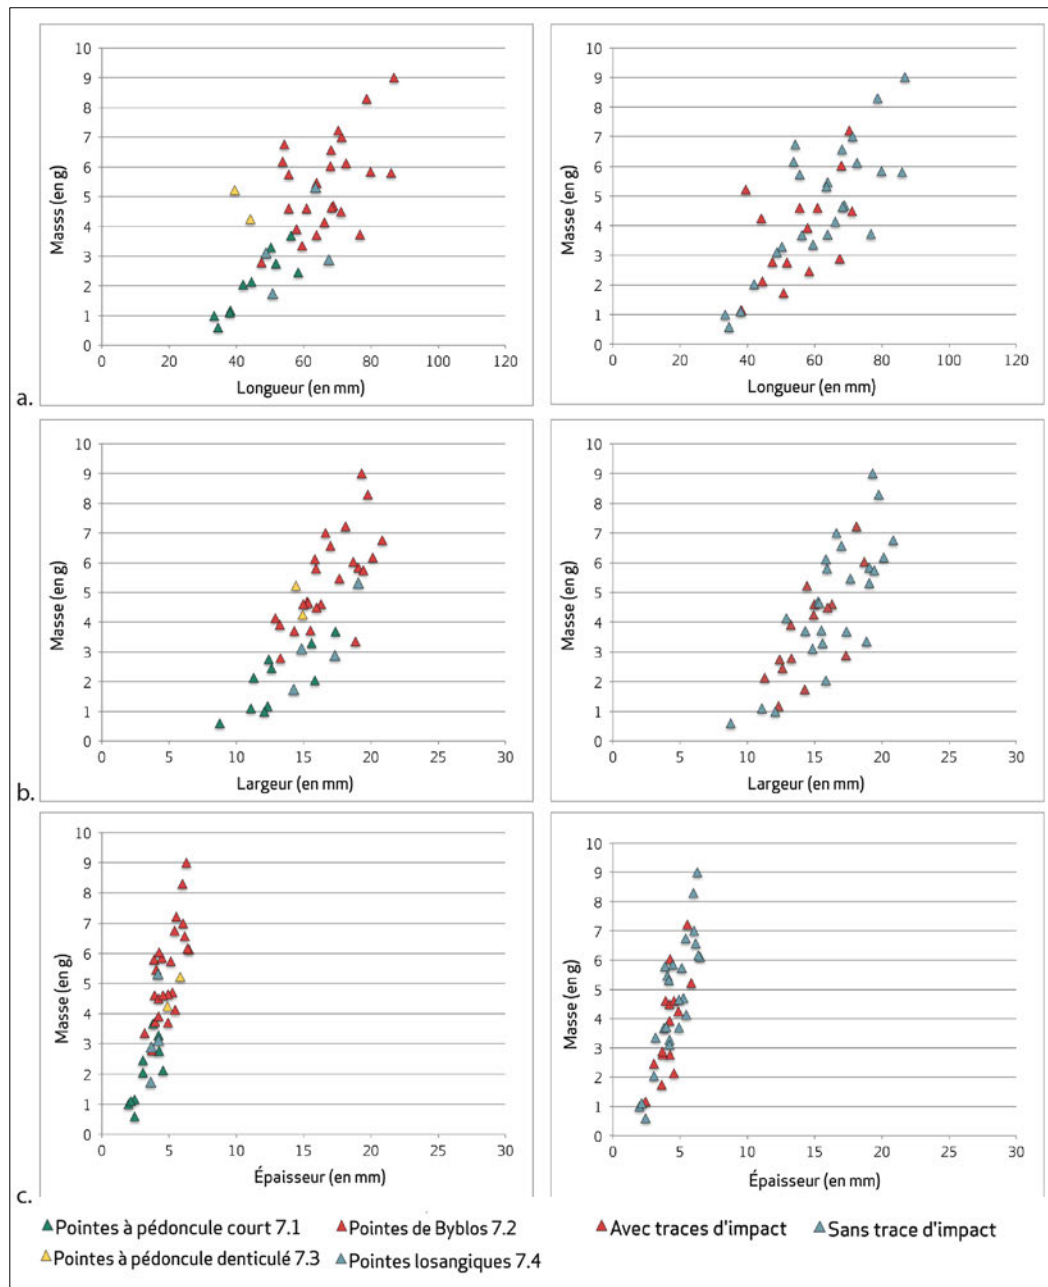 10
9
8
7
6
5
4
3
2
1
0
Masss (en g)
0 20 40 60 80 100 120
Longueur (en mm)
10
9
8
7
6
5
4
3
2
1
0
Masse (en g)
0 20 40 60 80 100 120
Longueur (en mm)
a.
10
9
8
7
6
5
4
3
2
1
0
Masse (en g)
0 5 10 15 20 25 30
Largeur (en mm)
10
9
8
7
6
5
4
3
2
1
0
Masse (en g)
0 5 10 15 20 25 30
Largeur (en mm)
b.
10
9
8
7
6
5
4
3
2
1
0
Masse (en g)
0 5 10 15 20 25 30
Épaisseur (en mm)
10
9
8
7
6
5
4
3
2
1
0
Masse (en g)
0 5 10 15 20 25 30
Épaisseur (en mm)
c.
Pointes à pédoncule court 7.1 Pointes de Byblos 7.2 Avec traces d'impact Sans trace d'impact
Pointes à pédoncule denticulé 7.3 Pointes losangiques 7.4